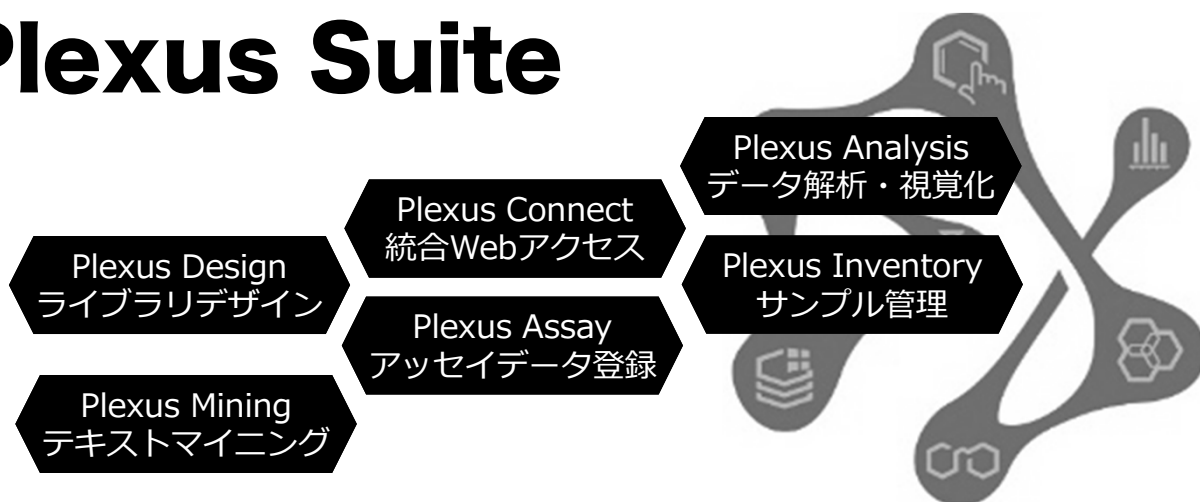 Plexus Suite
Plexus Analysis
データ解析・視覚化
Plexus Connect
統合Webアクセス
Plexus Design
ライブラリデザイン
Plexus Inventory
サンプル管理
Plexus Assay
アッセイデータ登録
Plexus Mining
テキストマイニング